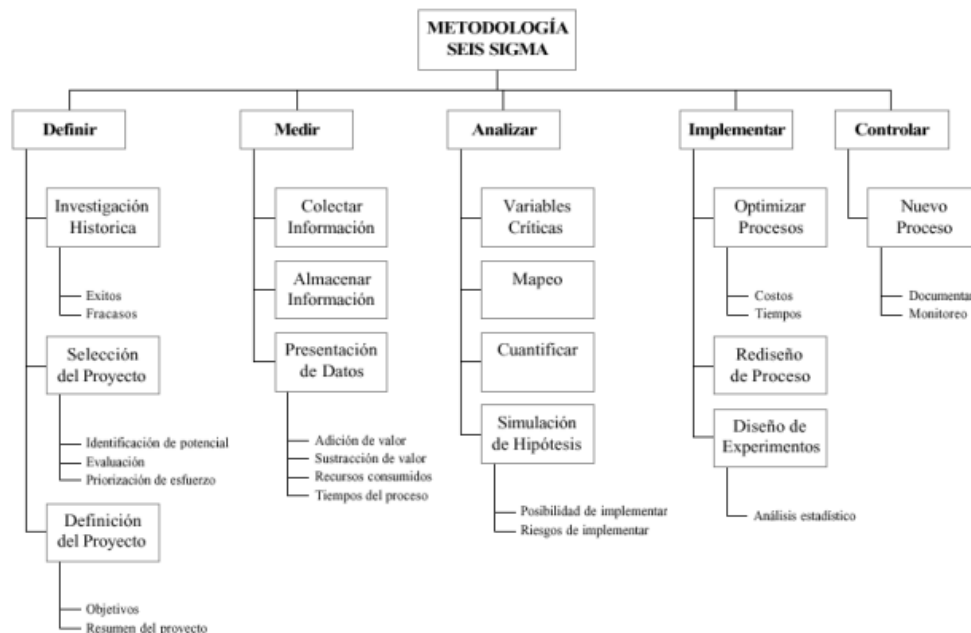 METODOLOGÍA
SEIS SIGMA
Definir
Medir
Analizar
Implementar
Controlar
Investigación
Historica
Exitos
Fracasos
Selección
del Proyecto
Identificación de potencial
Evaluación
Priorización de esfuerzo
Definición
del Proyecto
Objetivos
Resumen del proyecto
Colectar
Información
Almacenar
Información
Presentación
de Datos
Adición de valor
Sustracción de valor
Recursos consumidos
Tiempos del proceso
Variables
Críticas
Mapeo
Cuantificar
Simulación
de Hipótesis
Posibilidad de implementar
Riesgos de implementar
Optimizar
Procesos
Costos
Tiempos
Rediseño
de Proceso
Diseño de
Experimentos
Análisis estadístico
Nuevo
Proceso
Documentar
Monitoreo